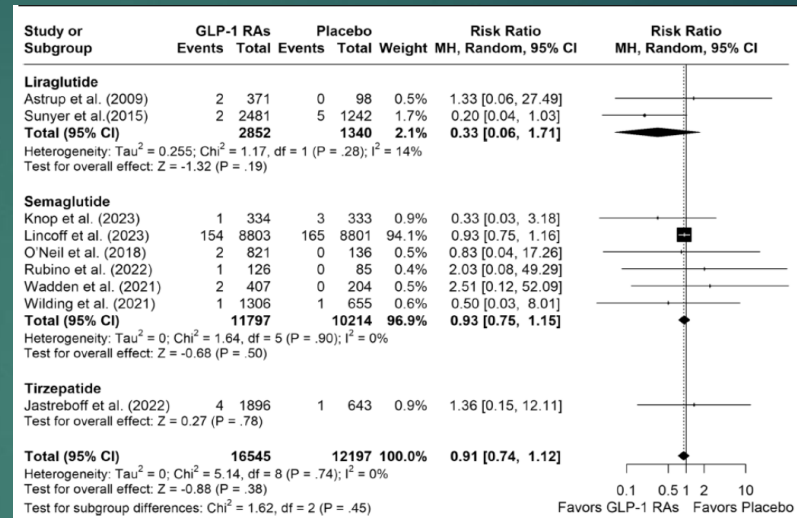 Study or Subgroup GLP-1 RAs Events Total Placebo Events Total Weight Risk Ratio MH, Random, 95% CI Risk Ratio MH, Random, 95% CI
Liraglutide
Astrup et al. (2009) 2 371 0 98 0.5% 1.33 [0.06, 27.49]
Sunyer et al.(2015) 2 2481 5 1242 1.7% 0.20 [0.04, 1.03]
Total (95% CI) 2852 1340 2.1% 0.33 [0.06, 1.71]
Heterogeneity: Tau² = 0.255; Chi² = 1.17, df = 1 (P = .28); I² = 14%
Test for overall effect: Z = -1.32 (P = .19)
Semaglutide
Knop et al. (2023) 1 334 3 333 0.9% 0.33 [0.03, 3.18]
Lincoff et al. (2023) 154 8803 165 8801 94.1% 0.93 [0.75, 1.16]
O'Neil et al. (2018) 2 821 0 136 0.5% 0.83 [0.04, 17.26]
Rubino et al. (2022) 1 126 0 85 0.4% 2.03 [0.08, 49.29]
Wadden et al. (2021) 2 407 0 204 0.5% 2.51 [0.12, 52.09]
Wilding et al. (2021) 1 1306 1 655 0.6% 0.50 [0.03, 8.01]
Total (95% CI) 11797 10214 96.9% 0.93 [0.75, 1.15]
Heterogeneity: Tau² = 0; Chi² = 1.64, df = 5 (P = .90); I² = 0%
Test for overall effect: Z = -0.68 (P = .50)
Tirzepatide
Jastreboff et al. (2022) 4 1896 1 643 0.9% 1.36 [0.15, 12.11]
Test for overall effect: Z = 0.27 (P = .78)
Total (95% CI) 16545 12197 100.0% 0.91 [0.74, 1.12]
Heterogeneity: Tau² = 0; Chi² = 5.14, df = 8 (P = .74); I² = 0%
Test for overall effect: Z = -0.88 (P = .38)
Test for subgroup differences: Chi² = 1.62, df = 2 (P = .45)
0.1 0.5 1 2 10
Favors GLP-1 RAs Favors Placebo